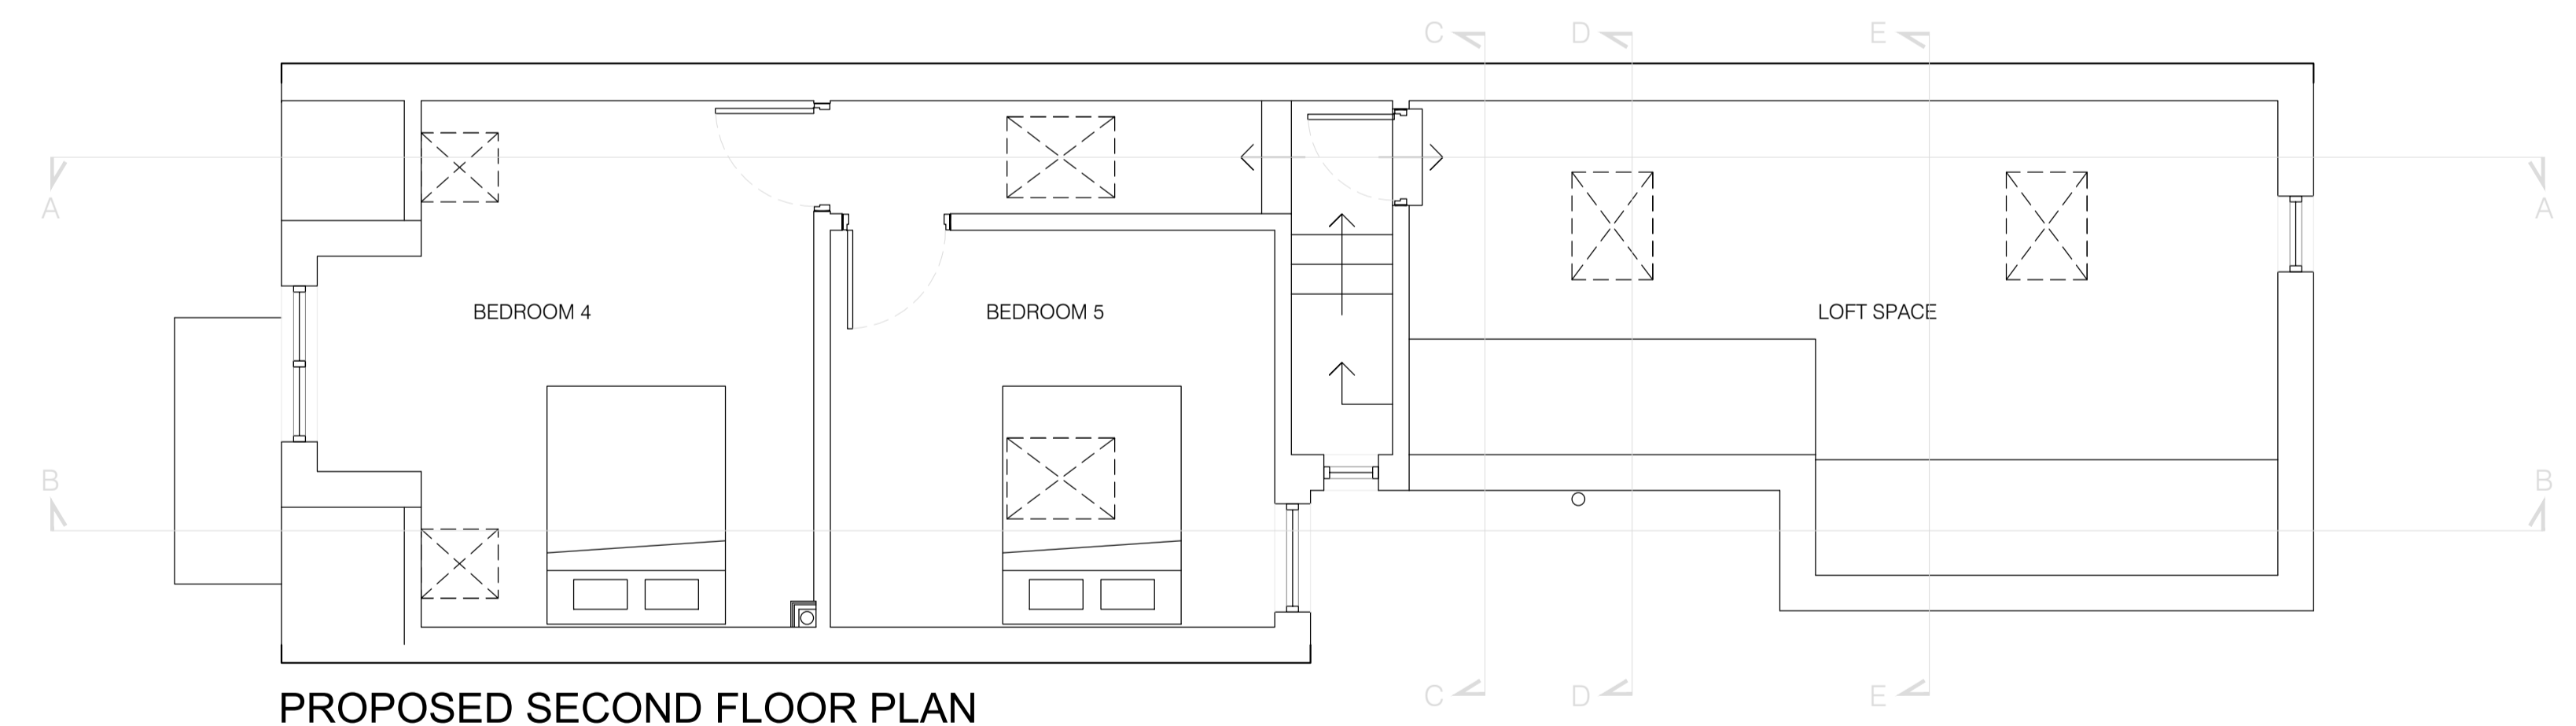 C D E
A A
BEDROOM 4 BEDROOM 5 LOFT SPACE
B B
C D E
PROPOSED SECOND FLOOR PLAN